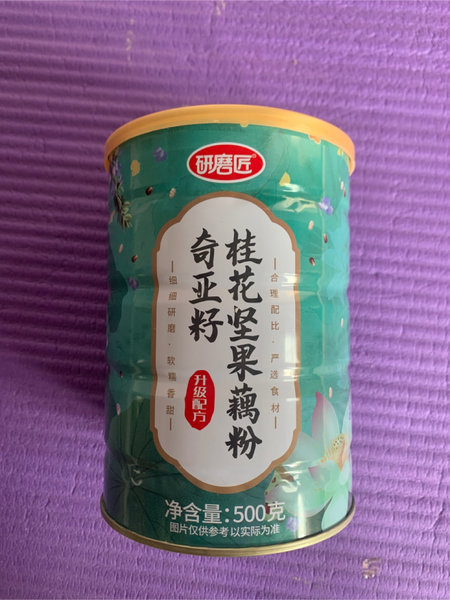 研磨匠®
合理配比·严选食材
桂花坚果藕粉
奇亚籽
升级配方
细细研磨·软糯香甜
净含量:500克
图片仅供参考以实际为准